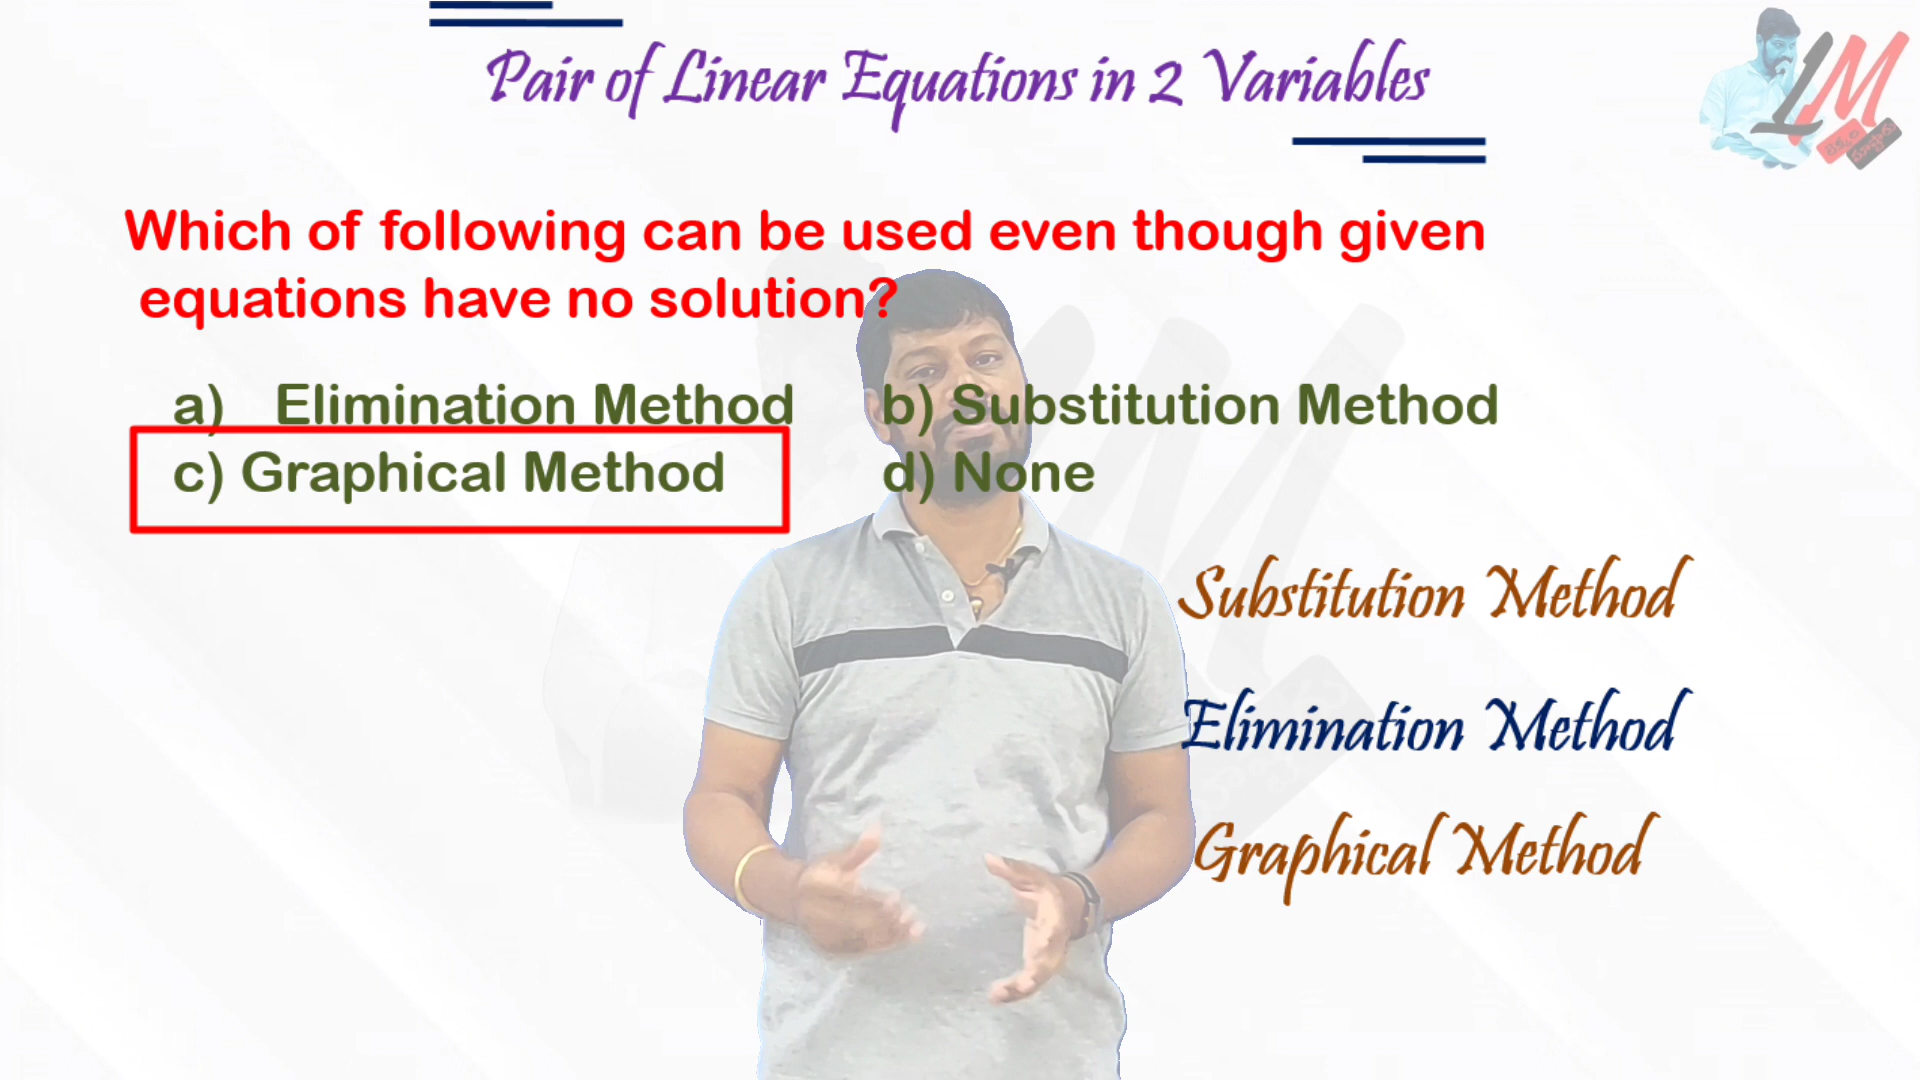 Pair of Linear Equations in 2 Variables
LM
Which of following can be used even though given
equations have no solution?
a) Elimination Method b) Substitution Method
c) Graphical Method d) None
Substitution Method
Elimination Method
Graphical Method